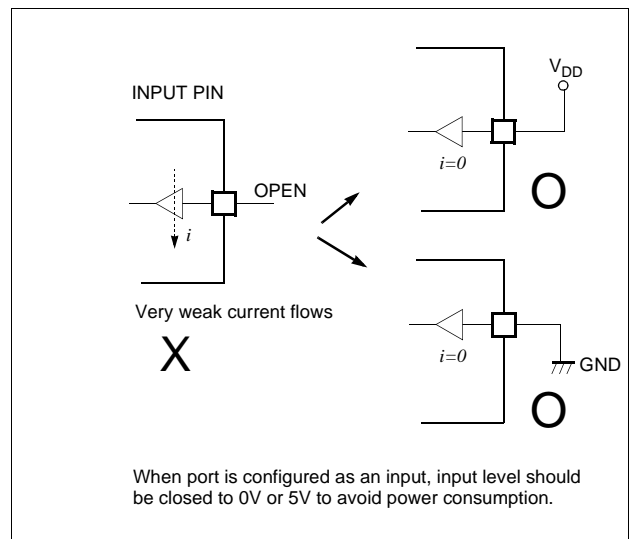 INPUT PIN
OPEN
i
Very weak current flows
X
VDD
i=0
O
i=0
GND
O
When port is configured as an input, input level should
be closed to 0V or 5V to avoid power consumption.